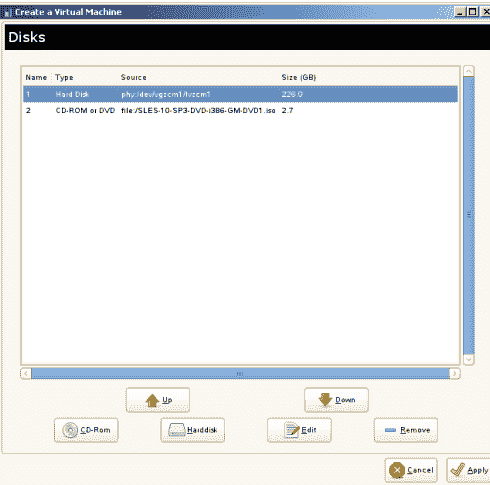 Create a Virtual Machine
Disks
Name Type Source Size (GB)
1 Hard Disk phy:/dev/vgzcm1/lvzcm1 226.0
2 CD-ROM or DVD file:/SLES-10-SP3-DVD-i386-GM-DVD1.iso 2.7
Up Down
CD-Rom Harddisk Edit Remove
Cancel Apply